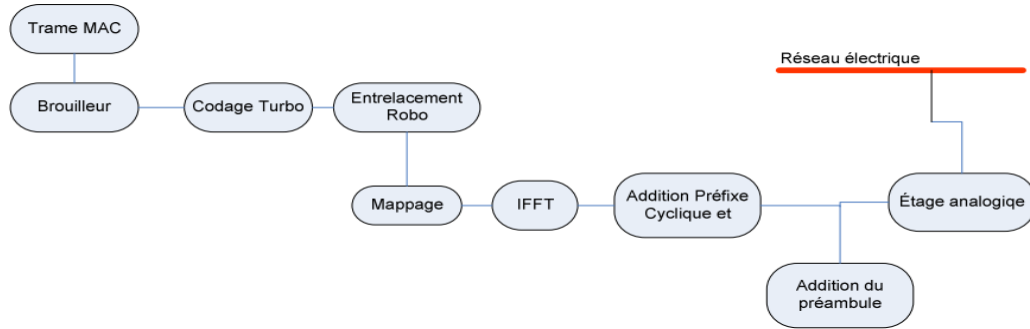 Trame MAC
Réseau électrique
Brouilleur
Codage Turbo
Entrelacement
Robo
Mappage
IFFT
Addition Préfixe
Cyclique et
Étage analogiqe
Addition du
préambule